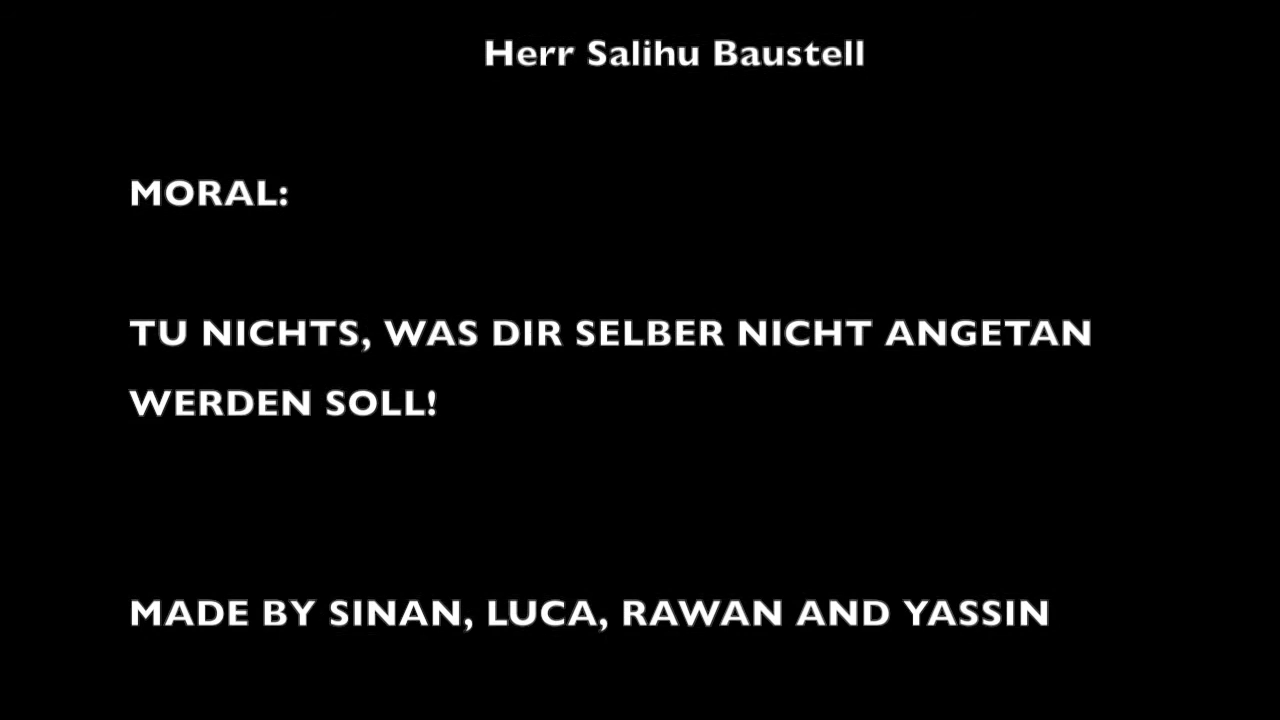 Herr Salihu Baustell
MORAL:
TU NICHTS, WAS DIR SELBER NICHT ANGETAN
WERDEN SOLL!
MADE BY SINAN, LUCA, RAWAN AND YASSIN